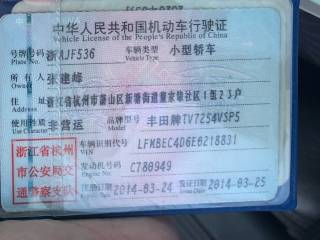 中华人民共和国机动车行驶证
Vehicle License of the People's Republic of China
号牌号码 浙AJF536 车辆类型 小型轿车
Plate No. Vehicle Type
所有人 张建峰
Owner
住址 浙江省杭州市萧山区新塘街道董家埭社区1区23户
Address
使用性质 非营运 品牌型号 丰田牌TV7254VSP5
Use Character Model
浙江省杭州市公安局交通警察支队
车辆识别代号 LFMBEC4D6E0218831
VIN
发动机号码 C780949
Engine No.
注册日期 2014-03-24 发证日期 2014-03-25
Register Date Issue Date